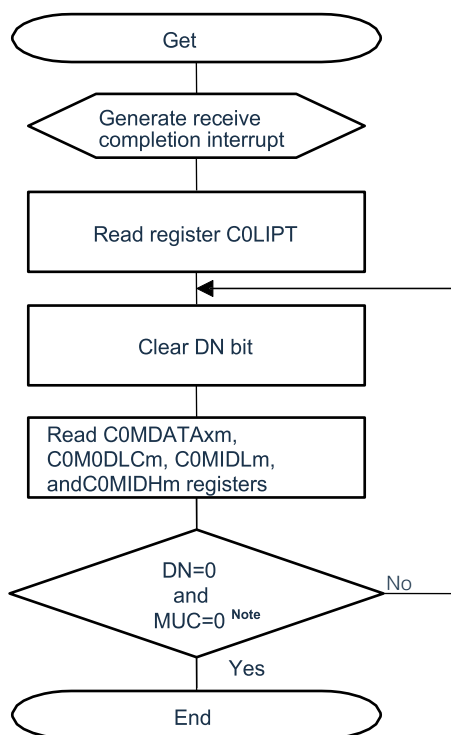 Get
Generate receive
completion interrupt
Read register C0LIPT
Clear DN bit
Read C0MDATAxm,
C0M0DLCm, C0MIDLm,
andC0MIDHm registers
DN=0
and
MUC=0 Note
No
Yes
End